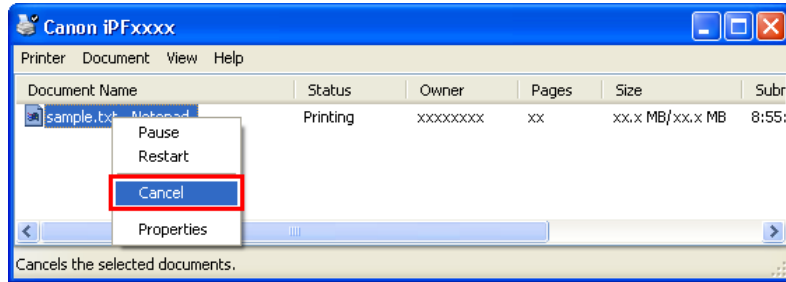 Canon iPFxxxx
Printer Document View Help
Document Name Status Owner Pages Size Subr
sample.txt - Notepad Printing xxxxxxxx xx xx.x MB/xx.x MB 8:55:
Pause
Restart
Cancel
Properties
Cancels the selected documents.